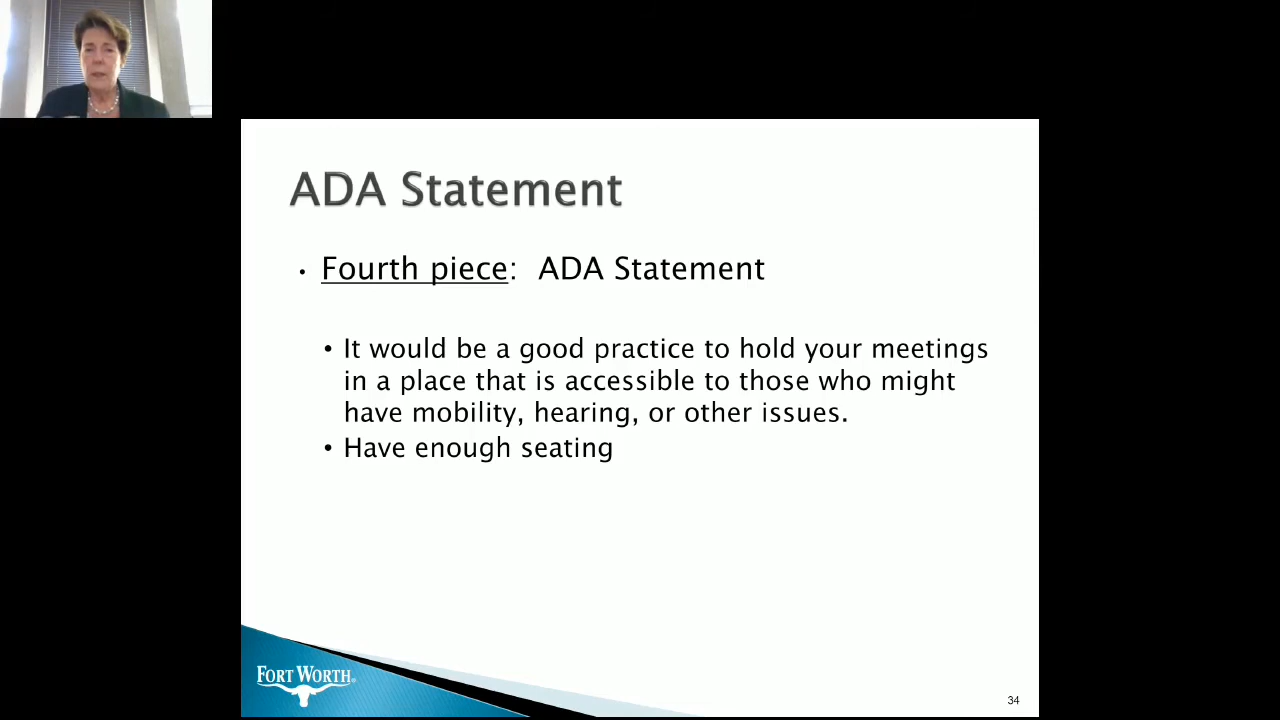 ADA Statement
• Fourth piece: ADA Statement
• It would be a good practice to hold your meetings
in a place that is accessible to those who might
have mobility, hearing, or other issues.
• Have enough seating
FORT WORTH®
34